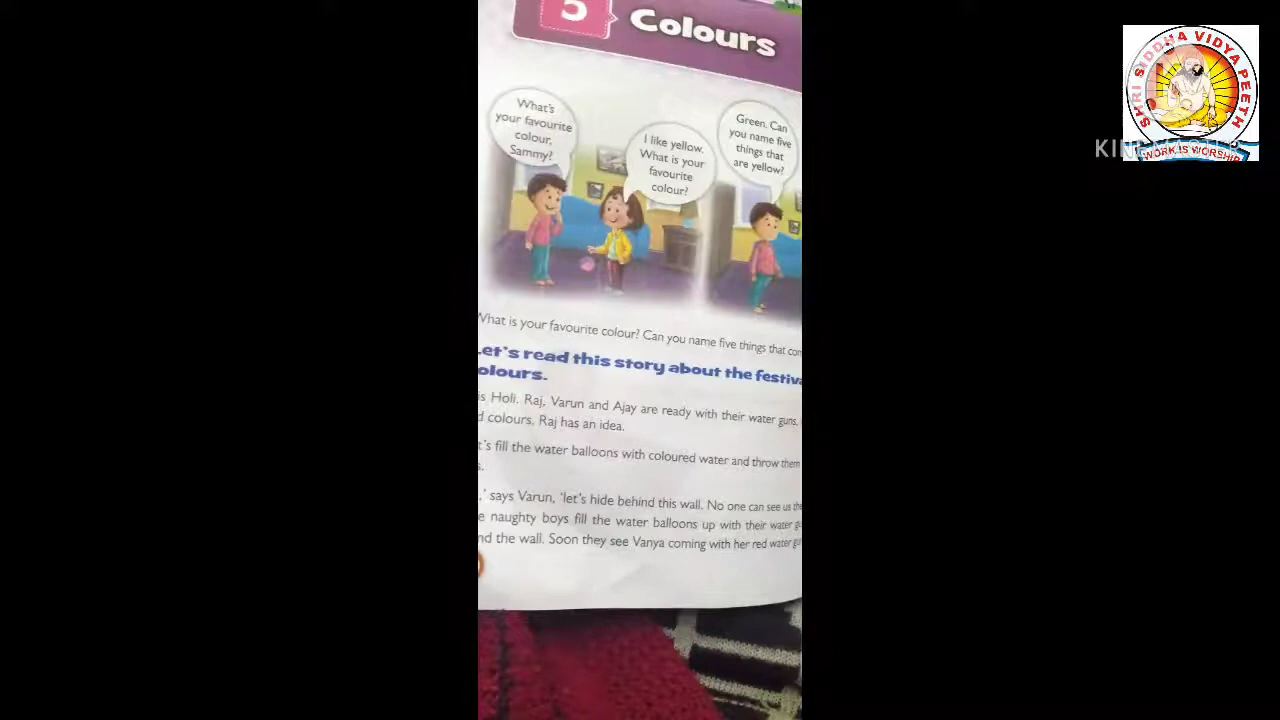 5 Colours
What's
your favourite
colour,
Sammy?
I like yellow.
What is your
favourite
colour?
Green. Can
you name five
things that
are yellow?
What is your favourite colour? Can you name five things that
Let's read this story about the
olours.
is Holi. Raj, Varun and Ajay are ready with their water guns,
d colours. Raj has an idea.
t's fill the water balloons with coloured water and throw them
s.
,' says Varun, 'let's hide behind this wall. No one can see us
e naughty boys fill the water balloons up with their water
nd the wall. Soon they see Vanya coming with her red water
SHRI SIDDHA VIDYA PEETH
WORK IS WORSHIP